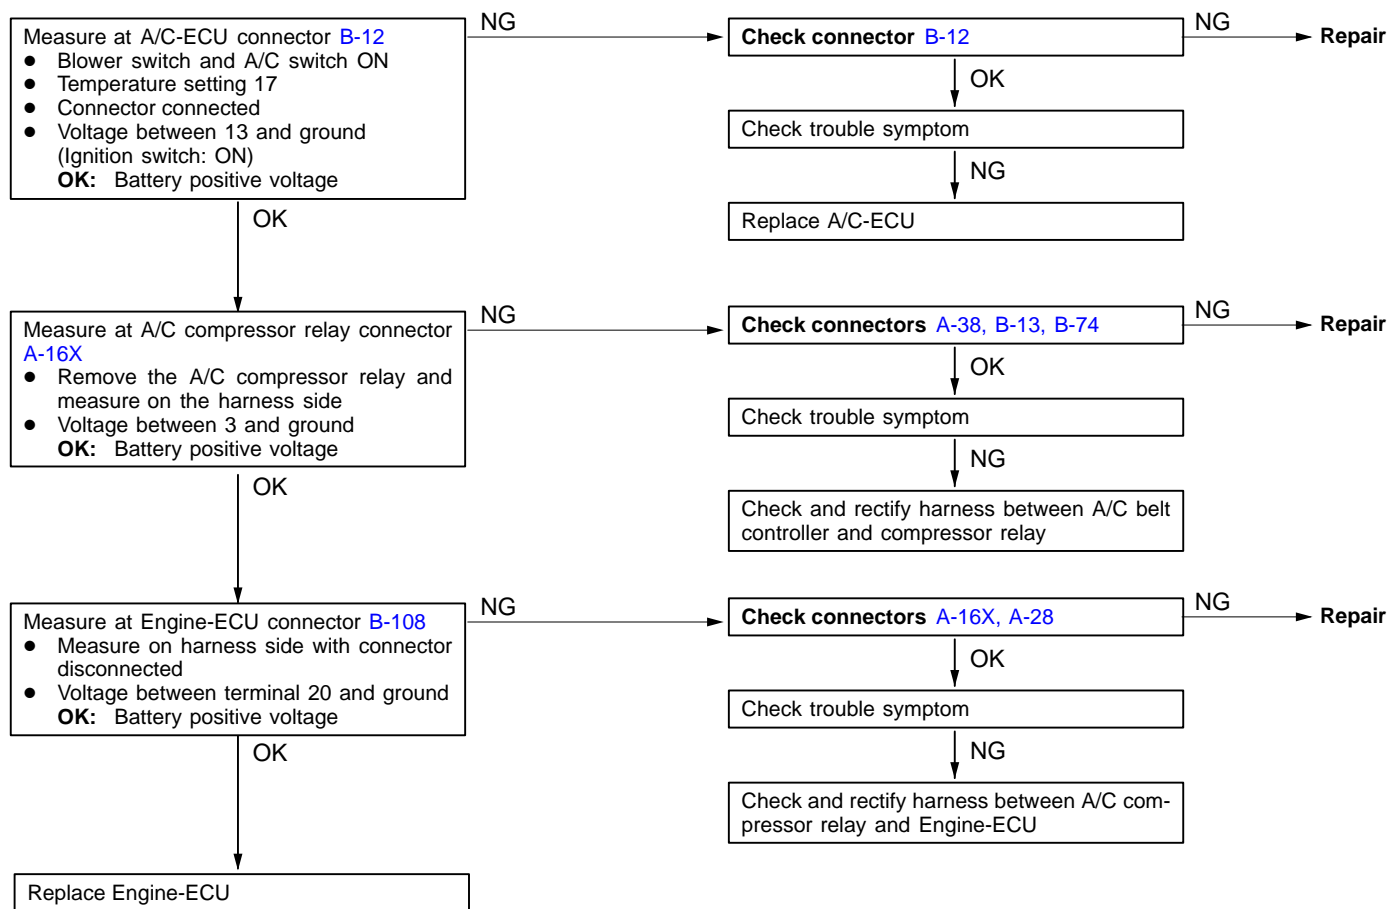 Measure at A/C-ECU connector B-12
● Blower switch and A/C switch ON
● Temperature setting 17
● Connector connected
● Voltage between 13 and ground
(Ignition switch: ON)
OK: Battery positive voltage
NG
Check connector B-12
NG
Repair
OK
Check trouble symptom
NG
Replace A/C-ECU
OK
Measure at A/C compressor relay connector
A-16X
● Remove the A/C compressor relay and
measure on the harness side
● Voltage between 3 and ground
OK: Battery positive voltage
NG
Check connectors A-38, B-13, B-74
NG
Repair
OK
Check trouble symptom
NG
Check and rectify harness between A/C belt
controller and compressor relay
OK
Measure at Engine-ECU connector B-108
● Measure on harness side with connector
disconnected
● Voltage between terminal 20 and ground
OK: Battery positive voltage
NG
Check connectors A-16X, A-28
NG
Repair
OK
Check trouble symptom
NG
Check and rectify harness between A/C com-
pressor relay and Engine-ECU
OK
Replace Engine-ECU